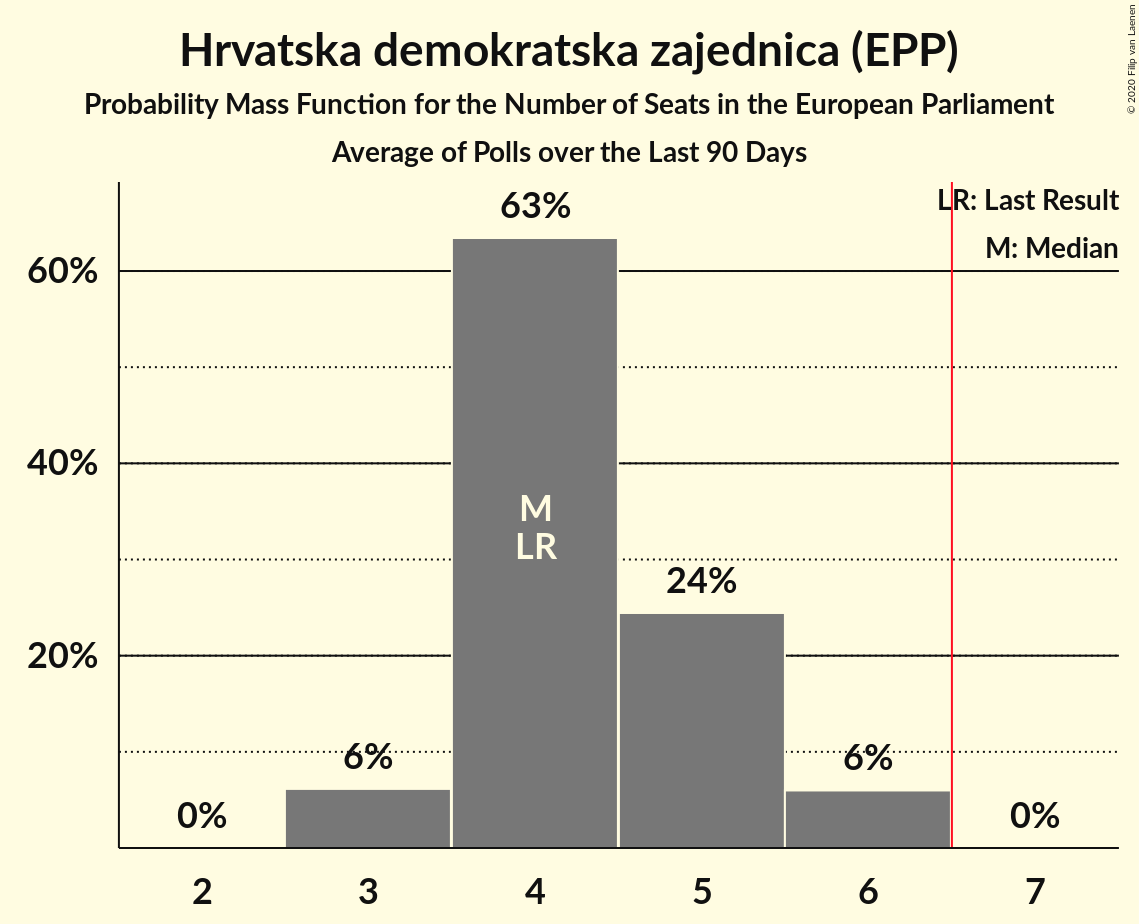 Hrvatska demokratska zajednica (EPP)
Probability Mass Function for the Number of Seats in the European Parliament
Average of Polls over the Last 90 Days
© 2020 Filip van Laenen
LR: Last Result
M: Median
63%
60%
40%
M
LR
24%
20%
6%
6%
0%
0%
2 3 4 5 6 7